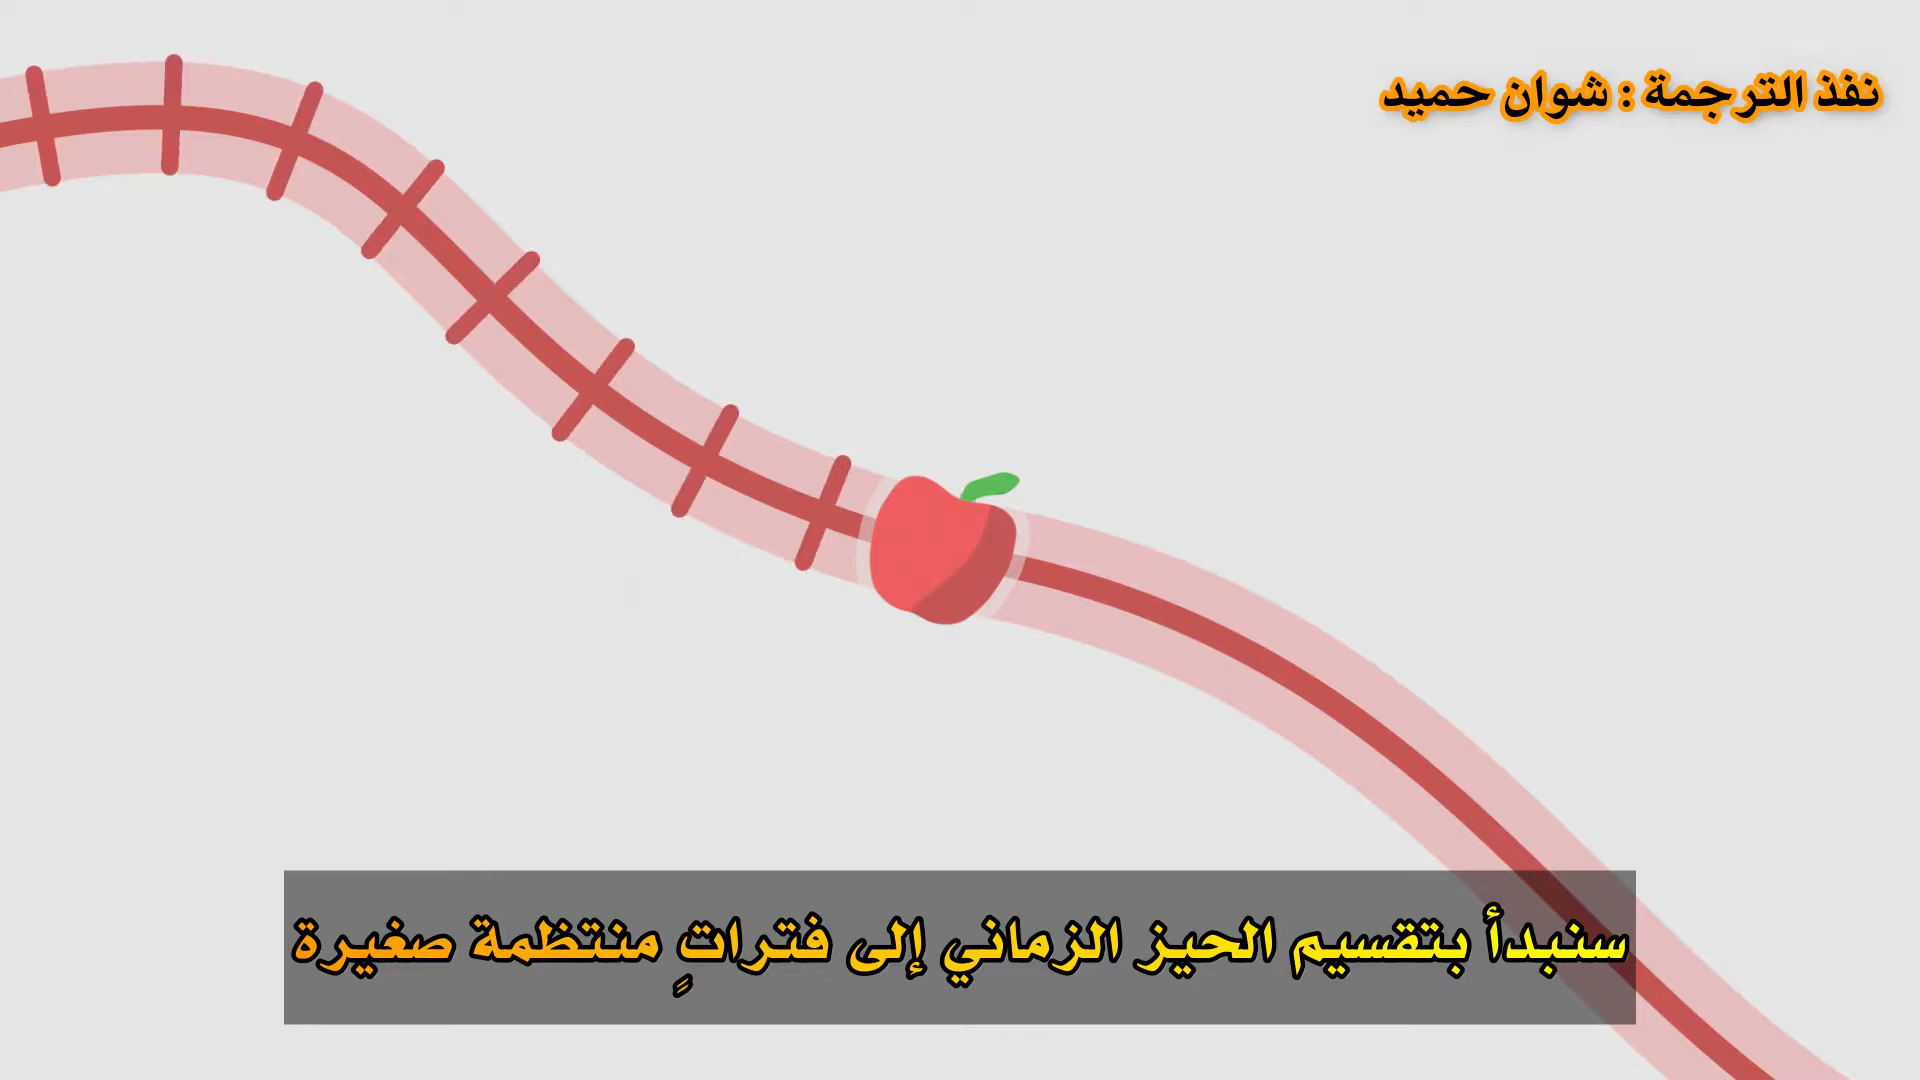 نفذ الترجمة : شوان حميد
سنبدأ بتقسيم الحيز الزماني إلى فتراتٍ منتظمة صغيرة